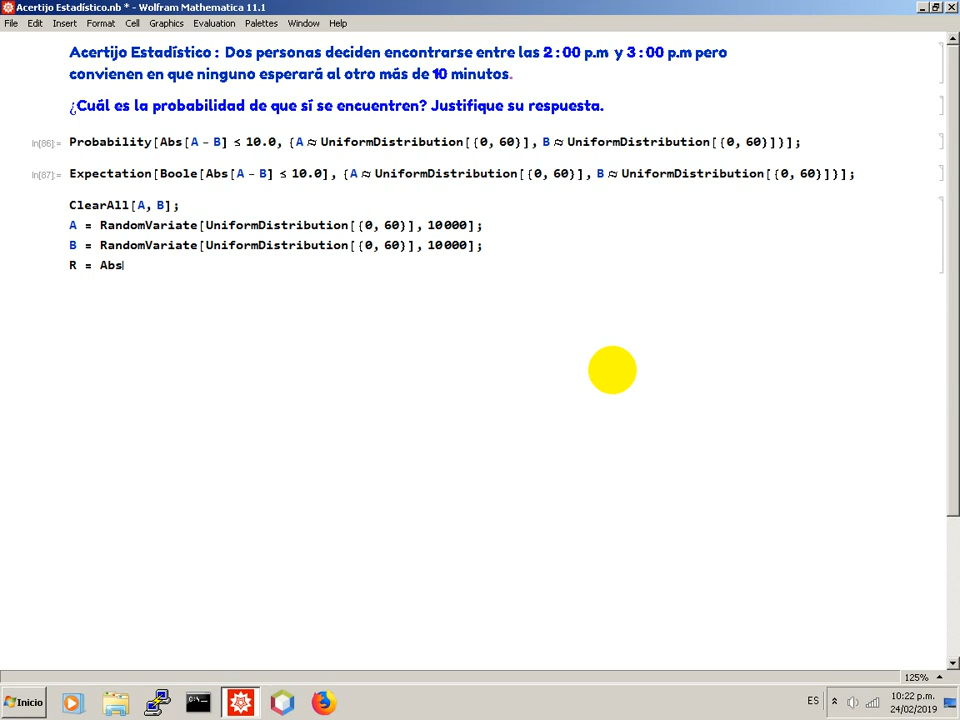 Acertijo Estadístico.nb * - Wolfram Mathematica 11.1
File Edit Insert Format Cell Graphics Evaluation Palettes Window Help
Acertijo Estadístico : Dos personas deciden encontrarse entre las 2 : 00 p.m y 3 : 00 p.m pero
convienen en que ninguno esperará al otro más de 10 minutos.
¿Cuál es la probabilidad de que sí se encuentren? Justifique su respuesta.
In[86]:= Probability[Abs[A - B] ≤ 10.0, {A ≈ UniformDistribution[{0, 60}], B ≈ UniformDistribution[{0, 60}]}];
In[87]:= Expectation[Boole[Abs[A - B] ≤ 10.0], {A ≈ UniformDistribution[{0, 60}], B ≈ UniformDistribution[{0, 60}]}];
ClearAll[A, B];
A = RandomVariate[UniformDistribution[{0, 60}], 10000];
B = RandomVariate[UniformDistribution[{0, 60}], 10000];
R = Abs
125%
Inicio
ES
10:22 p.m.
24/02/2019